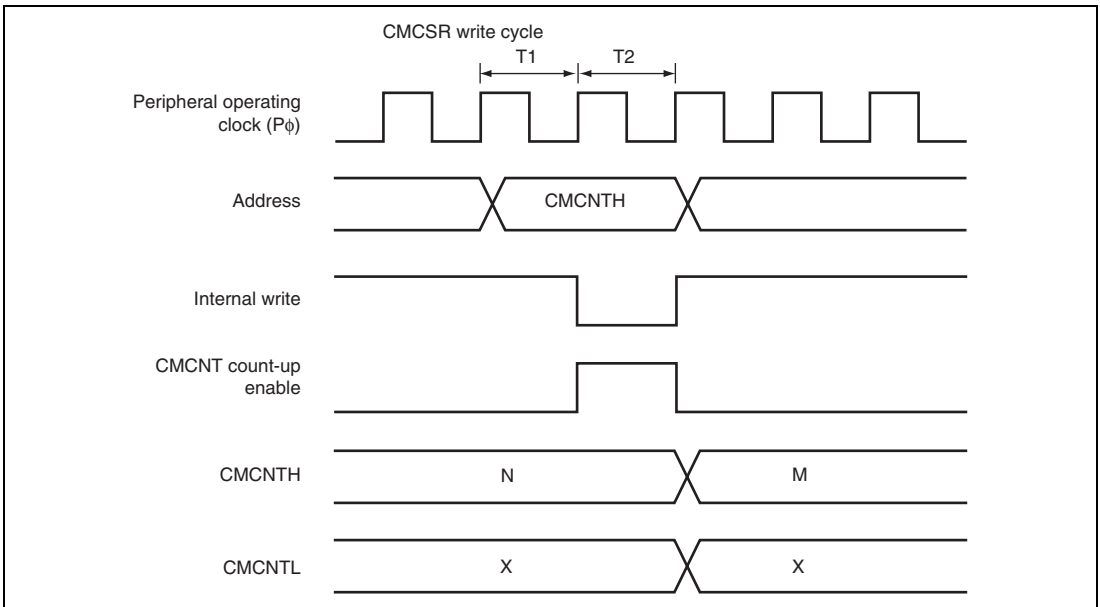 CMCSR write cycle
T1 T2
Peripheral operating
clock (Pϕ)
Address CMCNTH
Internal write
CMCNT count-up
enable
CMCNTH N M
CMCNTL X X